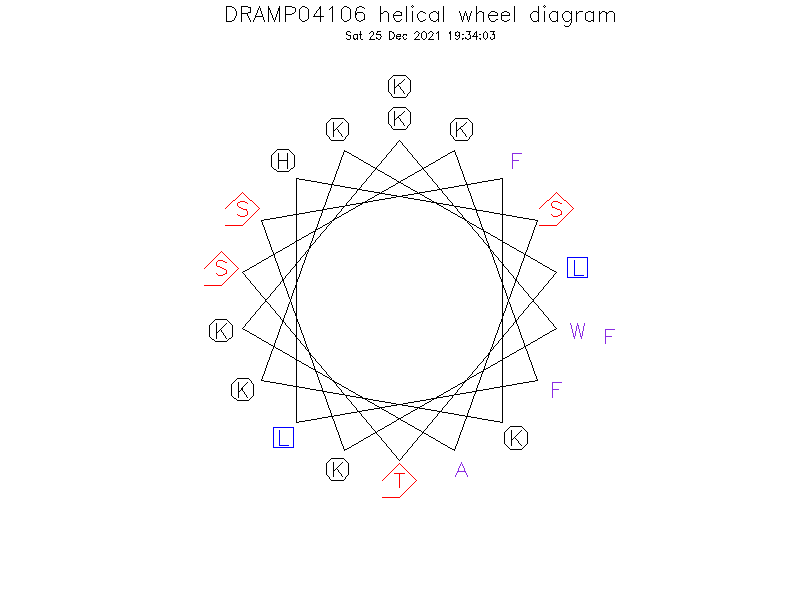 DRAMP04106 helical wheel diagram
Sat 25 Dec 2021 19:34:03
K
K
K K
H F
S S
S L
K W F
K F
L K
K T A